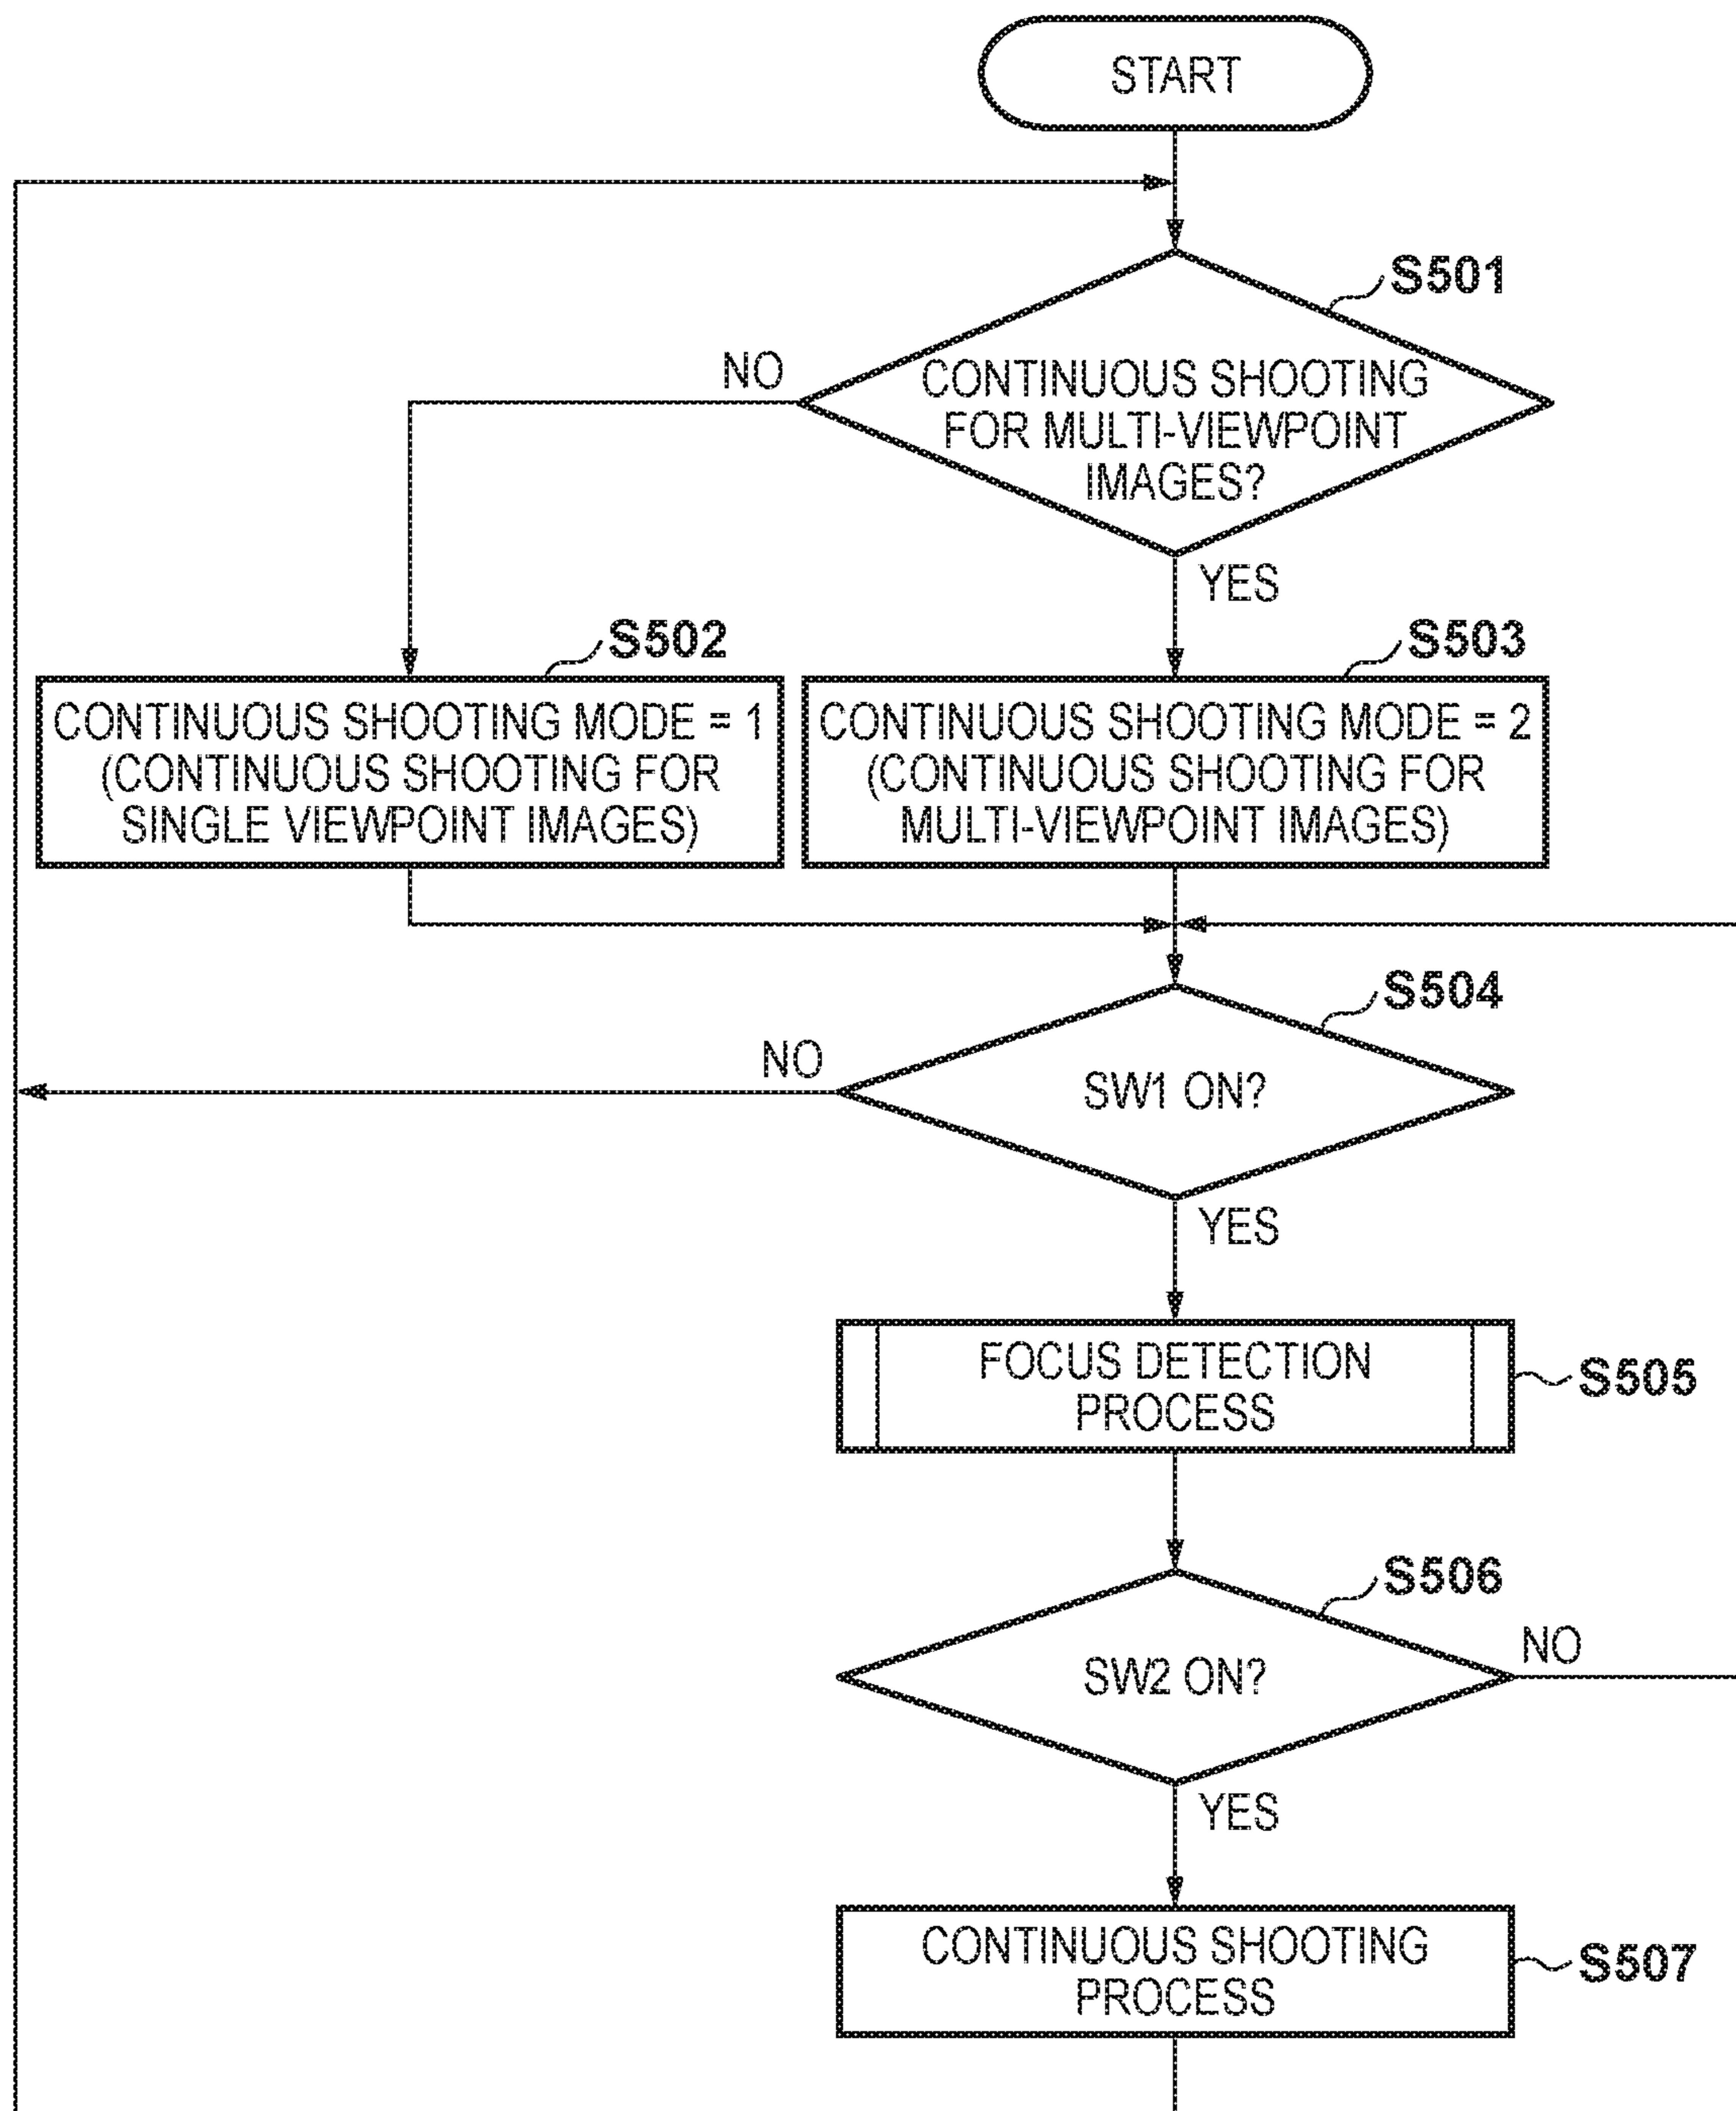 START
S501
NO
CONTINUOUS SHOOTING
FOR MULTI-VIEWPOINT
IMAGES?
YES
S502
S503
CONTINUOUS SHOOTING MODE = 1
(CONTINUOUS SHOOTING FOR
SINGLE VIEWPOINT IMAGES)
CONTINUOUS SHOOTING MODE = 2
(CONTINUOUS SHOOTING FOR
MULTI-VIEWPOINT IMAGES)
S504
NO
SW1 ON?
YES
FOCUS DETECTION
PROCESS
S505
S506
NO
SW2 ON?
YES
CONTINUOUS SHOOTING
PROCESS
S507